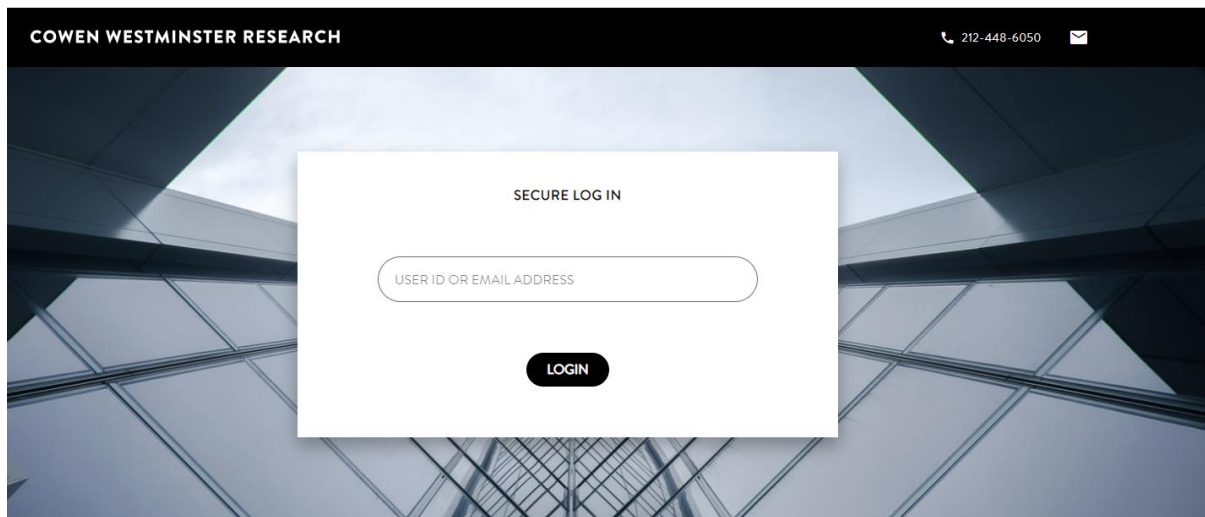 COWEN WESTMINSTER RESEARCH
212-448-6050
SECURE LOG IN
USER ID OR EMAIL ADDRESS
LOGIN